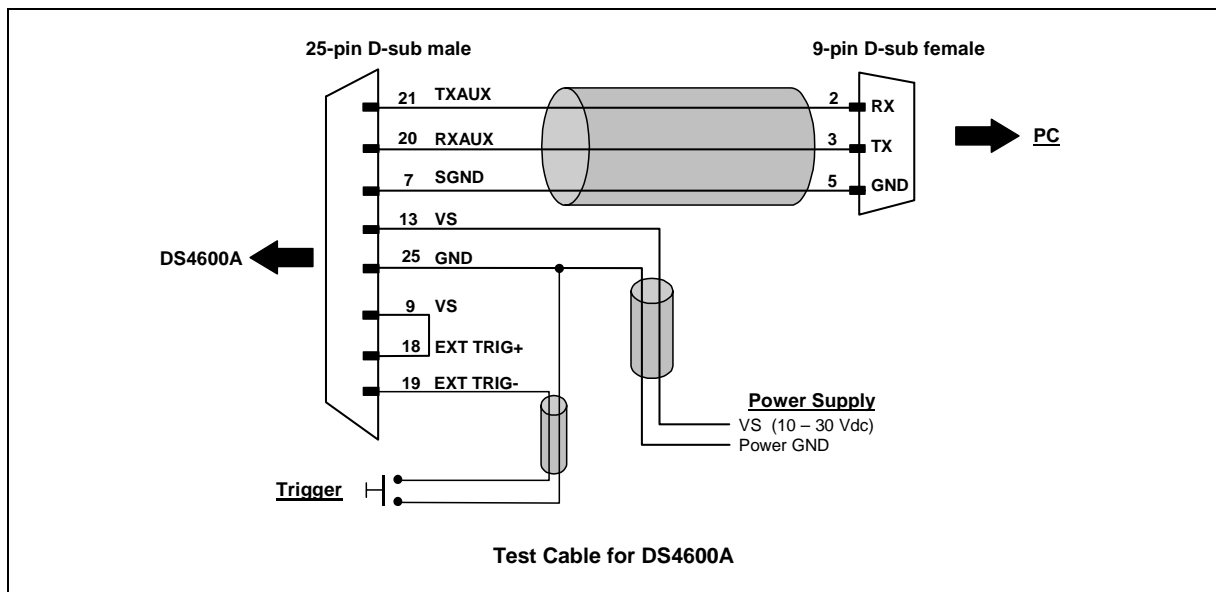 25-pin D-sub male
9-pin D-sub female
21 TXAUX
2 RX
20 RXAUX
3 TX
PC
7 SGND
5 GND
13 VS
DS4600A
25 GND
9 VS
18 EXT TRIG+
19 EXT TRIG-
Power Supply
VS (10 – 30 Vdc)
Power GND
Trigger
Test Cable for DS4600A